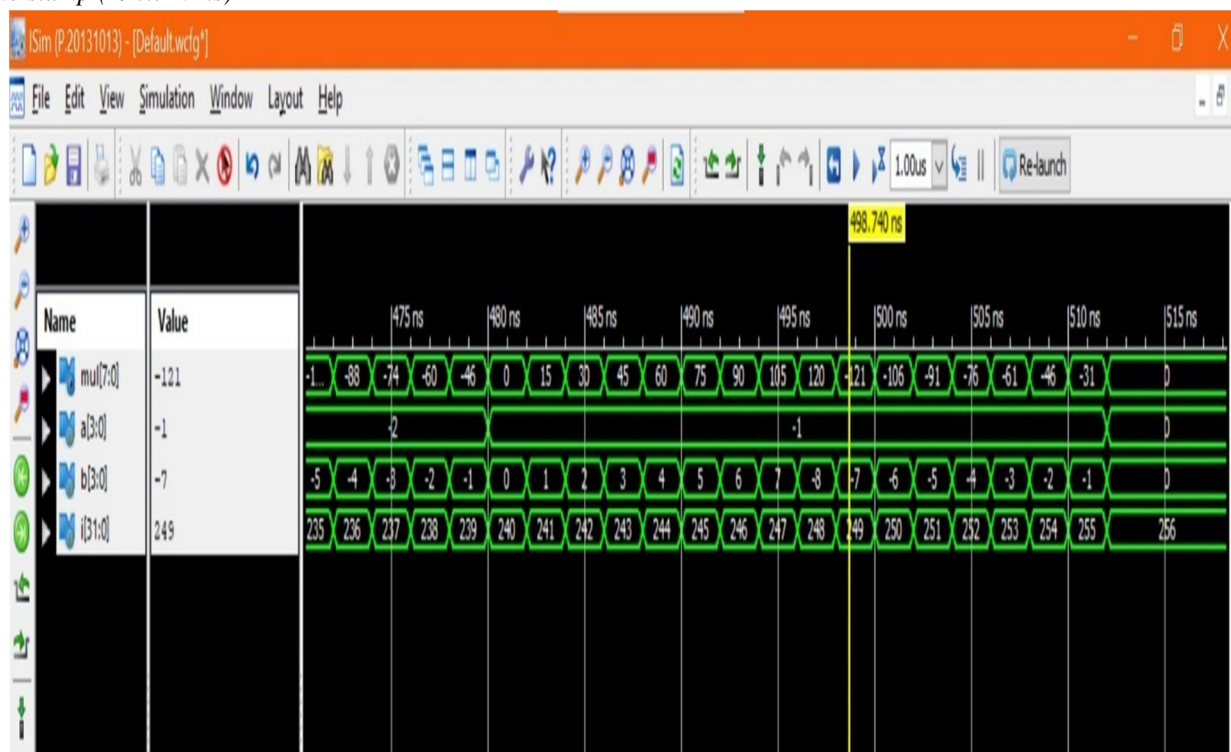 ISim (P.20131013) - [Default.wcfg*]
File Edit View Simulation Window Layout Help
1.00us Re-launch
498.740 ns
Name Value
475 ns 480 ns 485 ns 490 ns 495 ns 500 ns 505 ns 510 ns 515 ns
mul[7:0] -121 -1... -88 -74 -60 -46 0 15 30 45 60 75 90 105 120 -121 -106 -91 -76 -61 -46 -31 0
a[3:0] -1 -2 -1 0
b[3:0] -7 -5 -4 -3 -2 -1 0 1 2 3 4 5 6 7 -8 -7 -6 -5 -4 -3 -2 -1 0
i[31:0] 249 235 236 237 238 239 240 241 242 243 244 245 246 247 248 249 250 251 252 253 254 255 256